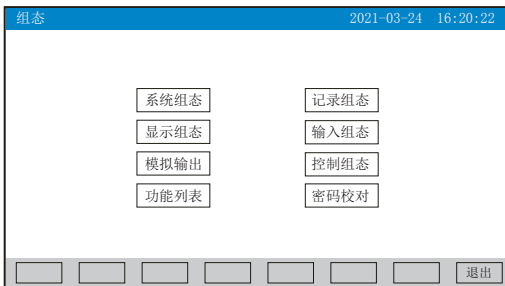 组态 2021-03-24 16:20:22
系统组态 记录组态
显示组态 输入组态
模拟输出 控制组态
功能列表 密码校对
退出